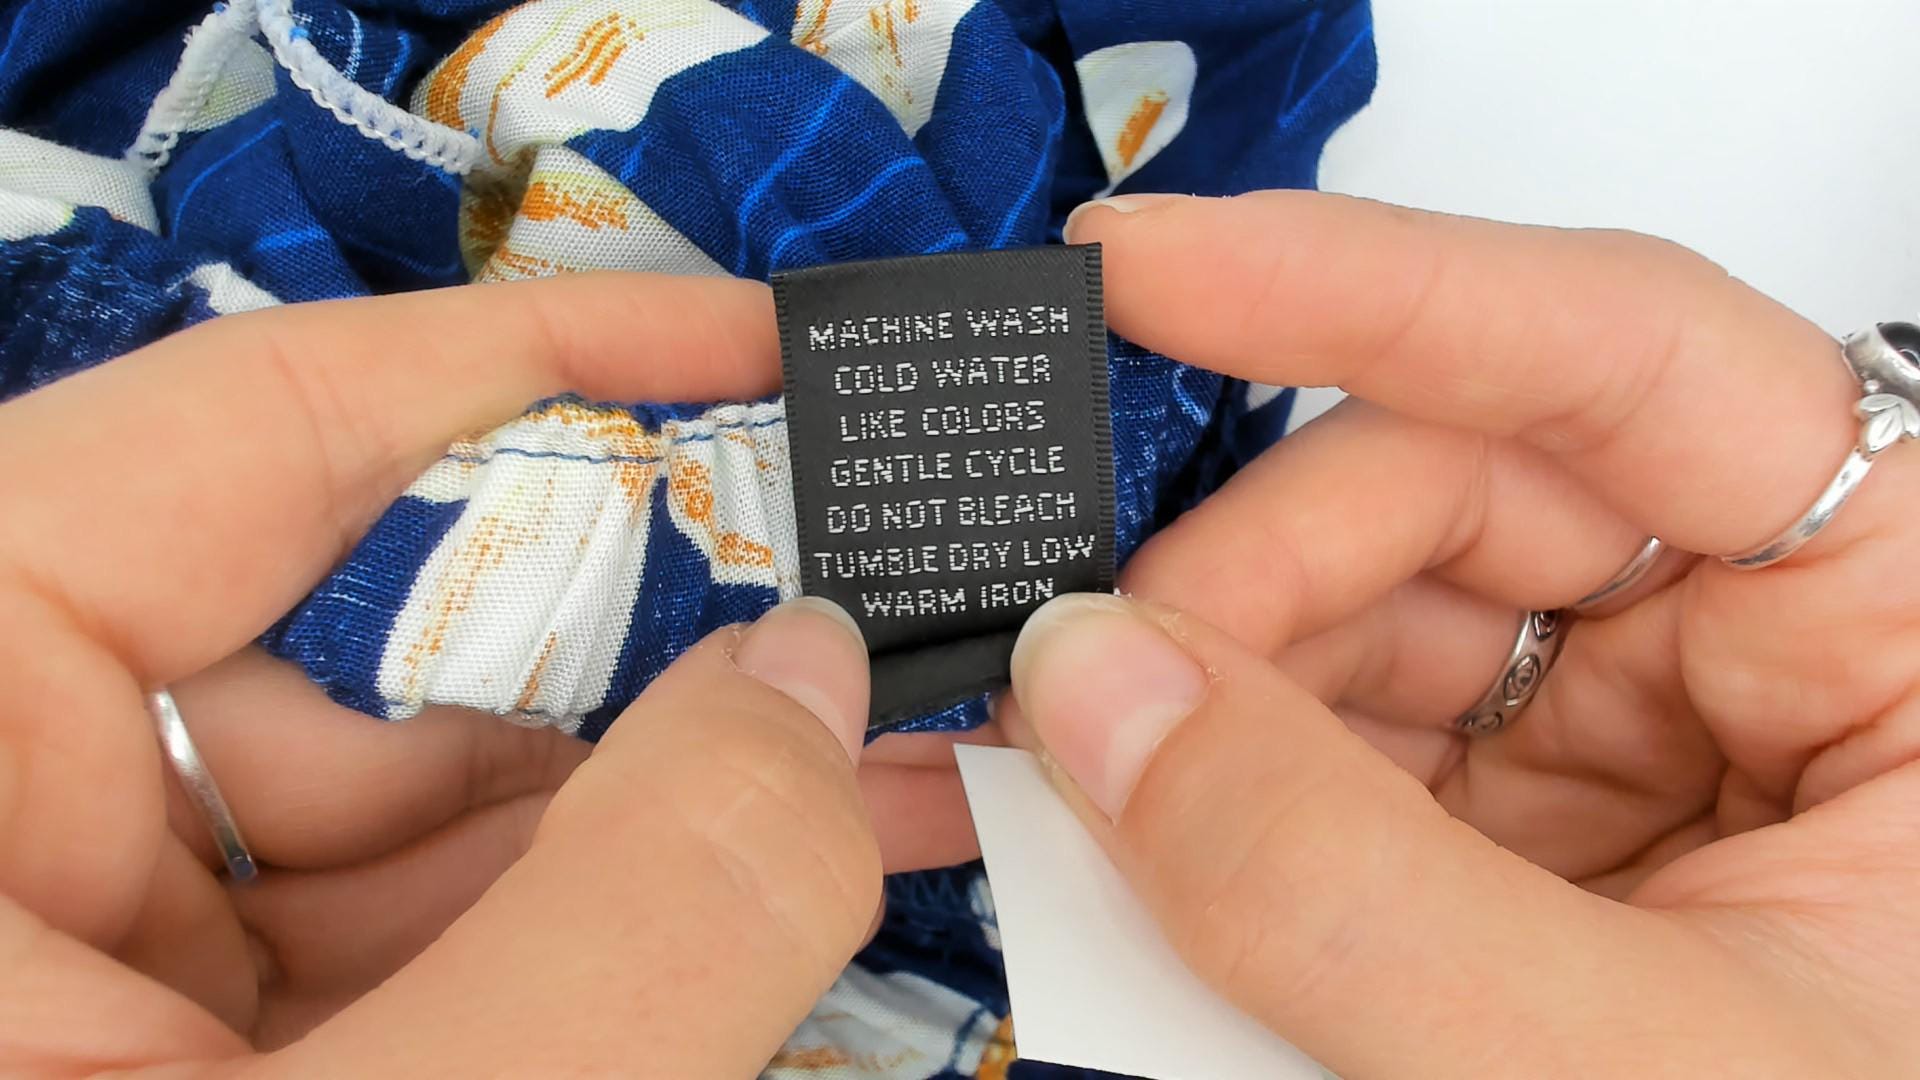 MACHINE WASH
COLD WATER
LIKE COLORS
GENTLE CYCLE
DO NOT BLEACH
TUMBLE DRY LOW
WARM IRON